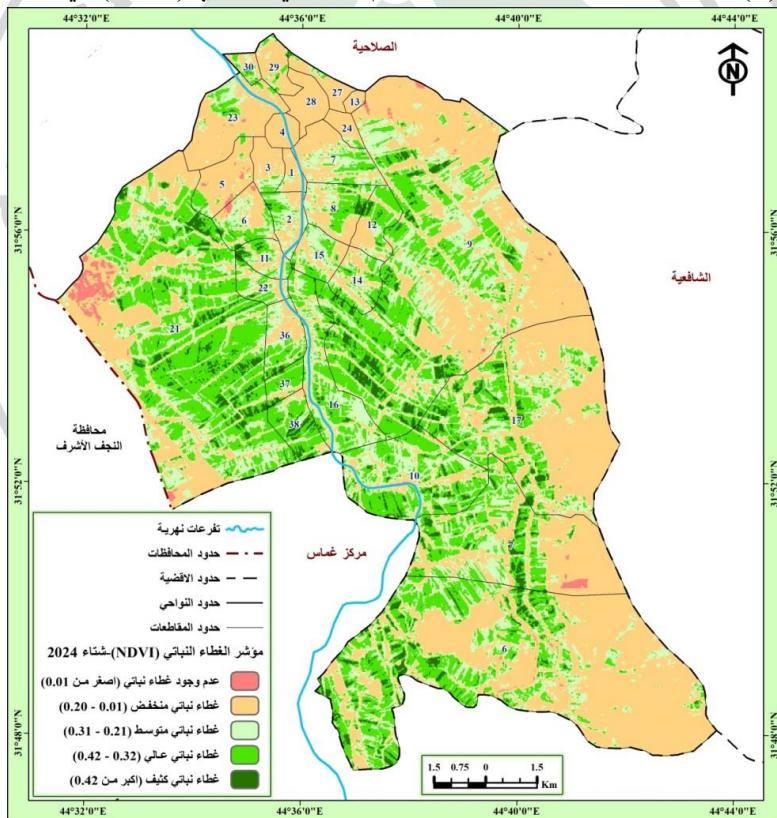 44°32'0"E
44°36'0"E
44°40'0"E
44°44'0"E
الصلاحية
N
30
29
27
13
28
23
4
24
7
3
1
5
8
6
2
12
9
15
11
14
22
21
36
37
16
38
17
10
6
31°56'0"N
31°52'0"N
31°48'0"N
31°56'0"N
31°52'0"N
31°48'0"N
الشافعية
محافظة
النجف الأشرف
مركز غماس
تفرعات نهرية
حدود المحافظات
حدود الاقضية
حدود النواحي
حدود المقاطعات
مؤشر الغطاء النباتي (NDVI)-شتاء 2024
عدم وجود غطاء نباتي (اصغر من 0.01)
غطاء نباتي منخفض (0.01 - 0.20)
غطاء نباتي متوسط (0.21 - 0.31)
غطاء نباتي عالي (0.32 - 0.42)
غطاء نباتي كثيف (اكبر من 0.42)
1.5 0.75 0 1.5
Km
44°32'0"E
44°36'0"E
44°40'0"E
44°44'0"E